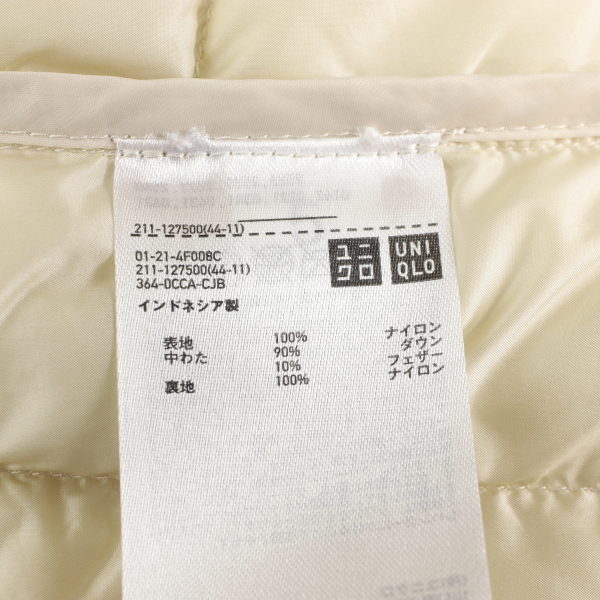 211-127500(44-11)
01-21-4F008C
211-127500(44-11)
364-0CCA-CJB
ユニ
クロ
UNI
QLO
インドネシア製
表地 100% ナイロン
中わた 90% ダウン
10% フェザー
裏地 100% ナイロン